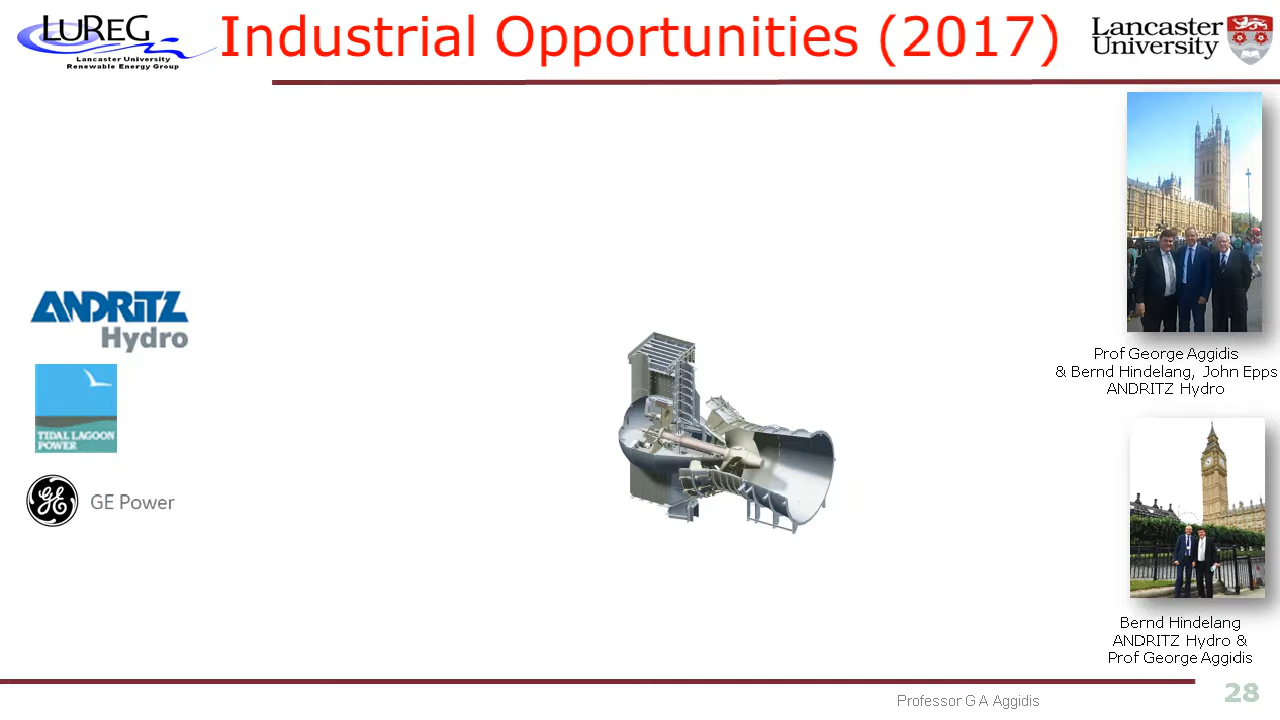 LUREG
Lancaster University
Renewable Energy Group
Industrial Opportunities (2017)
Lancaster
University
ANDRITZ
Hydro
TIDAL LAGOON
POWER
GE
GE Power
Prof George Aggidis
& Bernd Hindelang, John Epps
ANDRITZ Hydro
Bernd Hindelang
ANDRITZ Hydro &
Prof George Aggidis
Professor G A Aggidis
28